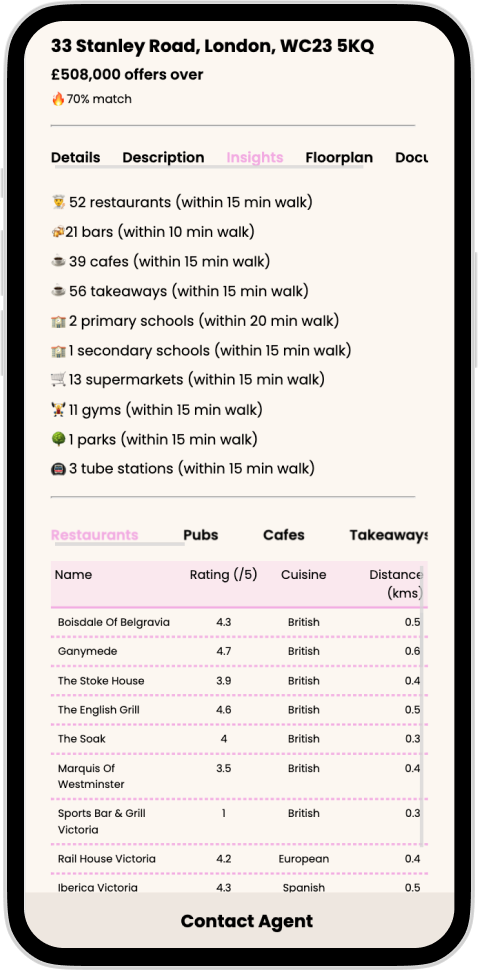 33 Stanley Road, London, WC23 5KQ
£508,000 offers over
70% match
Details Description Insights Floorplan Docu
52 restaurants (within 15 min walk)
21 bars (within 10 min walk)
39 cafes (within 15 min walk)
56 takeaways (within 15 min walk)
2 primary schools (within 20 min walk)
1 secondary schools (within 15 min walk)
13 supermarkets (within 15 min walk)
11 gyms (within 15 min walk)
1 parks (within 15 min walk)
3 tube stations (within 15 min walk)
Restaurants Pubs Cafes Takeaways
Name Rating (/5) Cuisine Distance
(kms)
Boisdale Of Belgravia 4.3 British 0.5
Ganymede 4.7 British 0.6
The Stoke House 3.9 British 0.4
The English Grill 4.6 British 0.5
The Soak 4 British 0.3
Marquis Of 3.5 British 0.4
Westminster
Sports Bar & Grill 1 British 0.3
Victoria
Rail House Victoria 4.2 European 0.4
Iberica Victoria 4.3 Spanish 0.5
Contact Agent